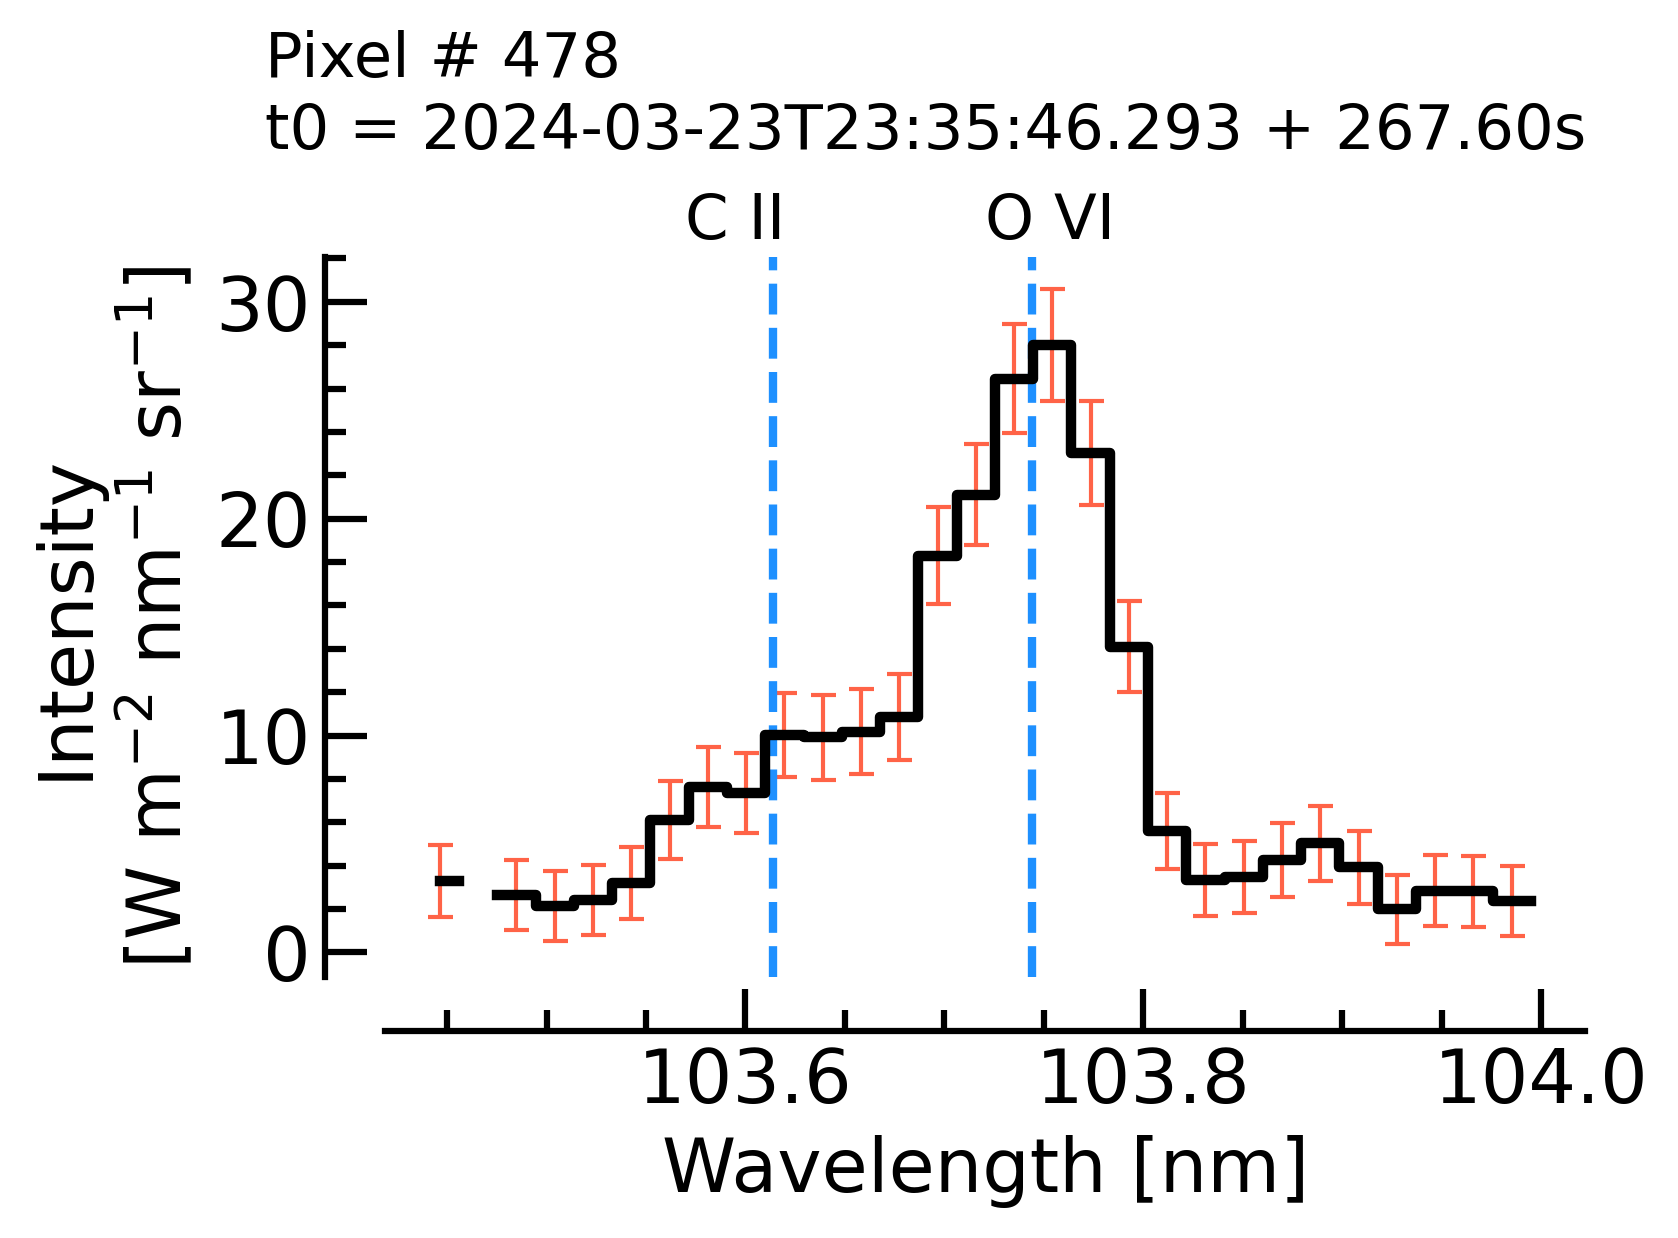 Pixel # 478
t0 = 2024-03-23T23:35:46.293 + 267.60s
C II O VI
Intensity
[W m⁻² nm⁻¹ sr⁻¹]
30
20
10
0
103.6 103.8 104.0
Wavelength [nm]